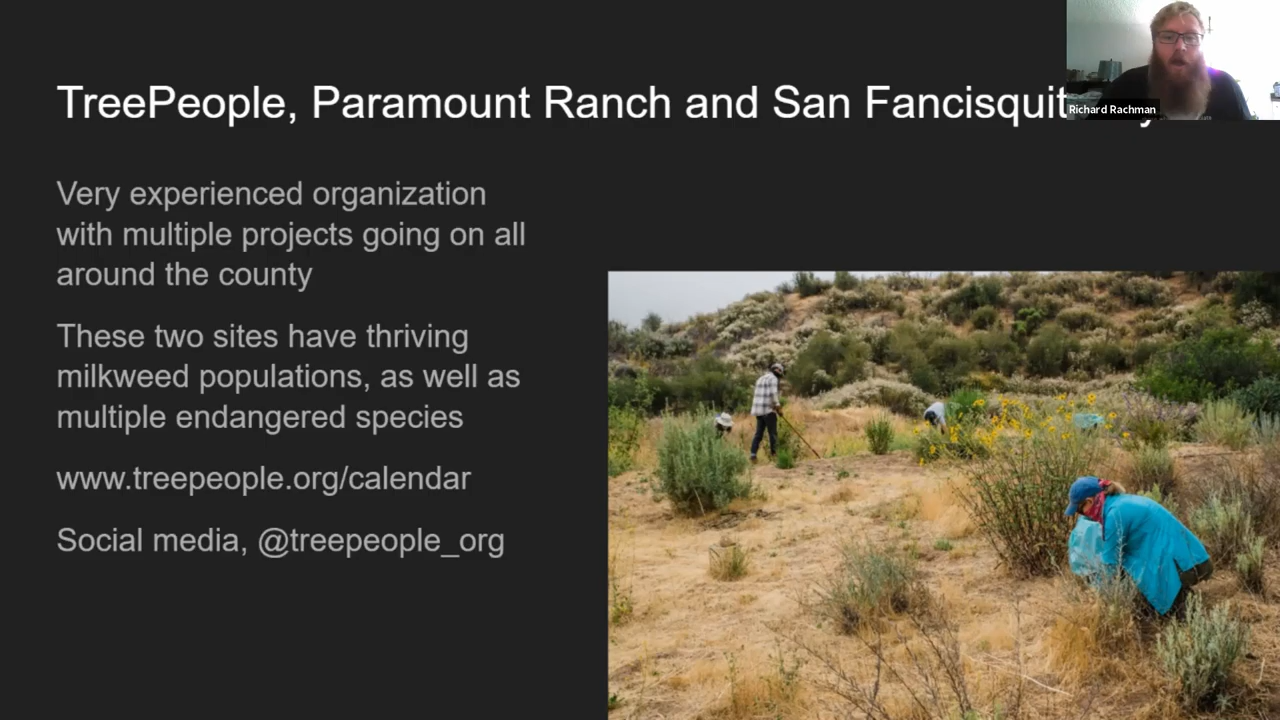 TreePeople, Paramount Ranch and San Fancisquit
Richard Rachman
Very experienced organization
with multiple projects going on all
around the county
These two sites have thriving
milkweed populations, as well as
multiple endangered species
www.treepeople.org/calendar
Social media, @treepeople_org